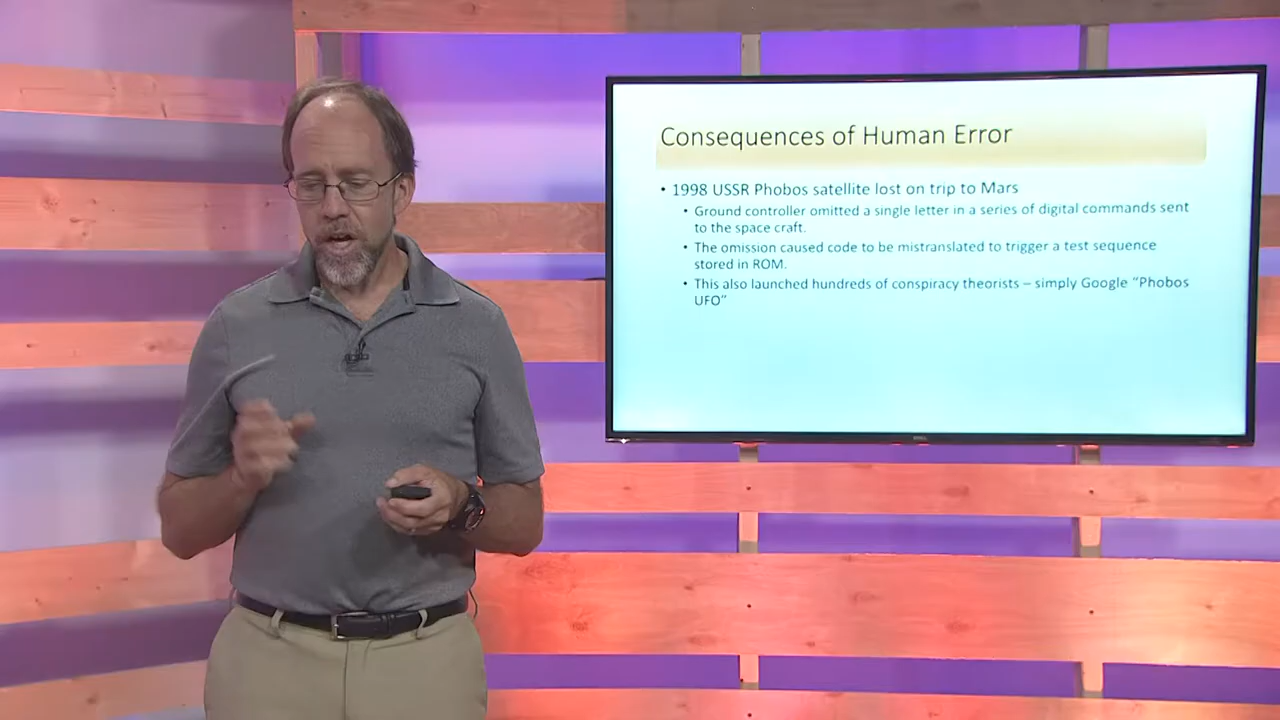 Consequences of Human Error
• 1998 USSR Phobos satellite lost on trip to Mars
• Ground controller omitted a single letter in a series of digital commands sent
to the space craft.
• The omission caused code to be mistranslated to trigger a test sequence
stored in ROM.
• This also launched hundreds of conspiracy theorists – simply Google “Phobos
UFO”
DELL